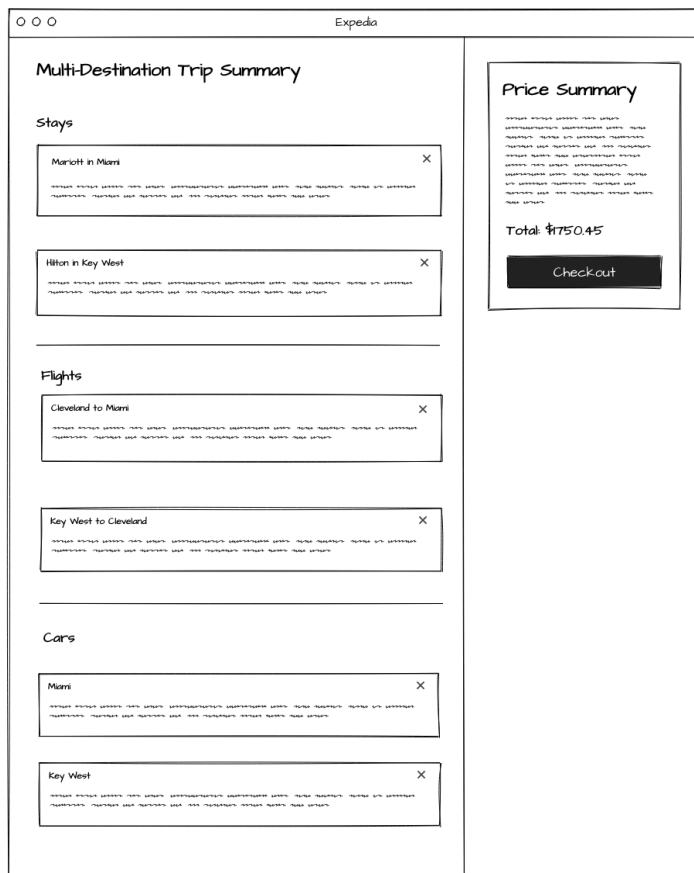 Expedia
Multi-Destination Trip Summary
Stays
Mariott in Miami
Hilton in Key West
Flights
Cleveland to Miami
Key West to Cleveland
Cars
Miami
Key West
Price Summary
Total: $1750.45
Checkout